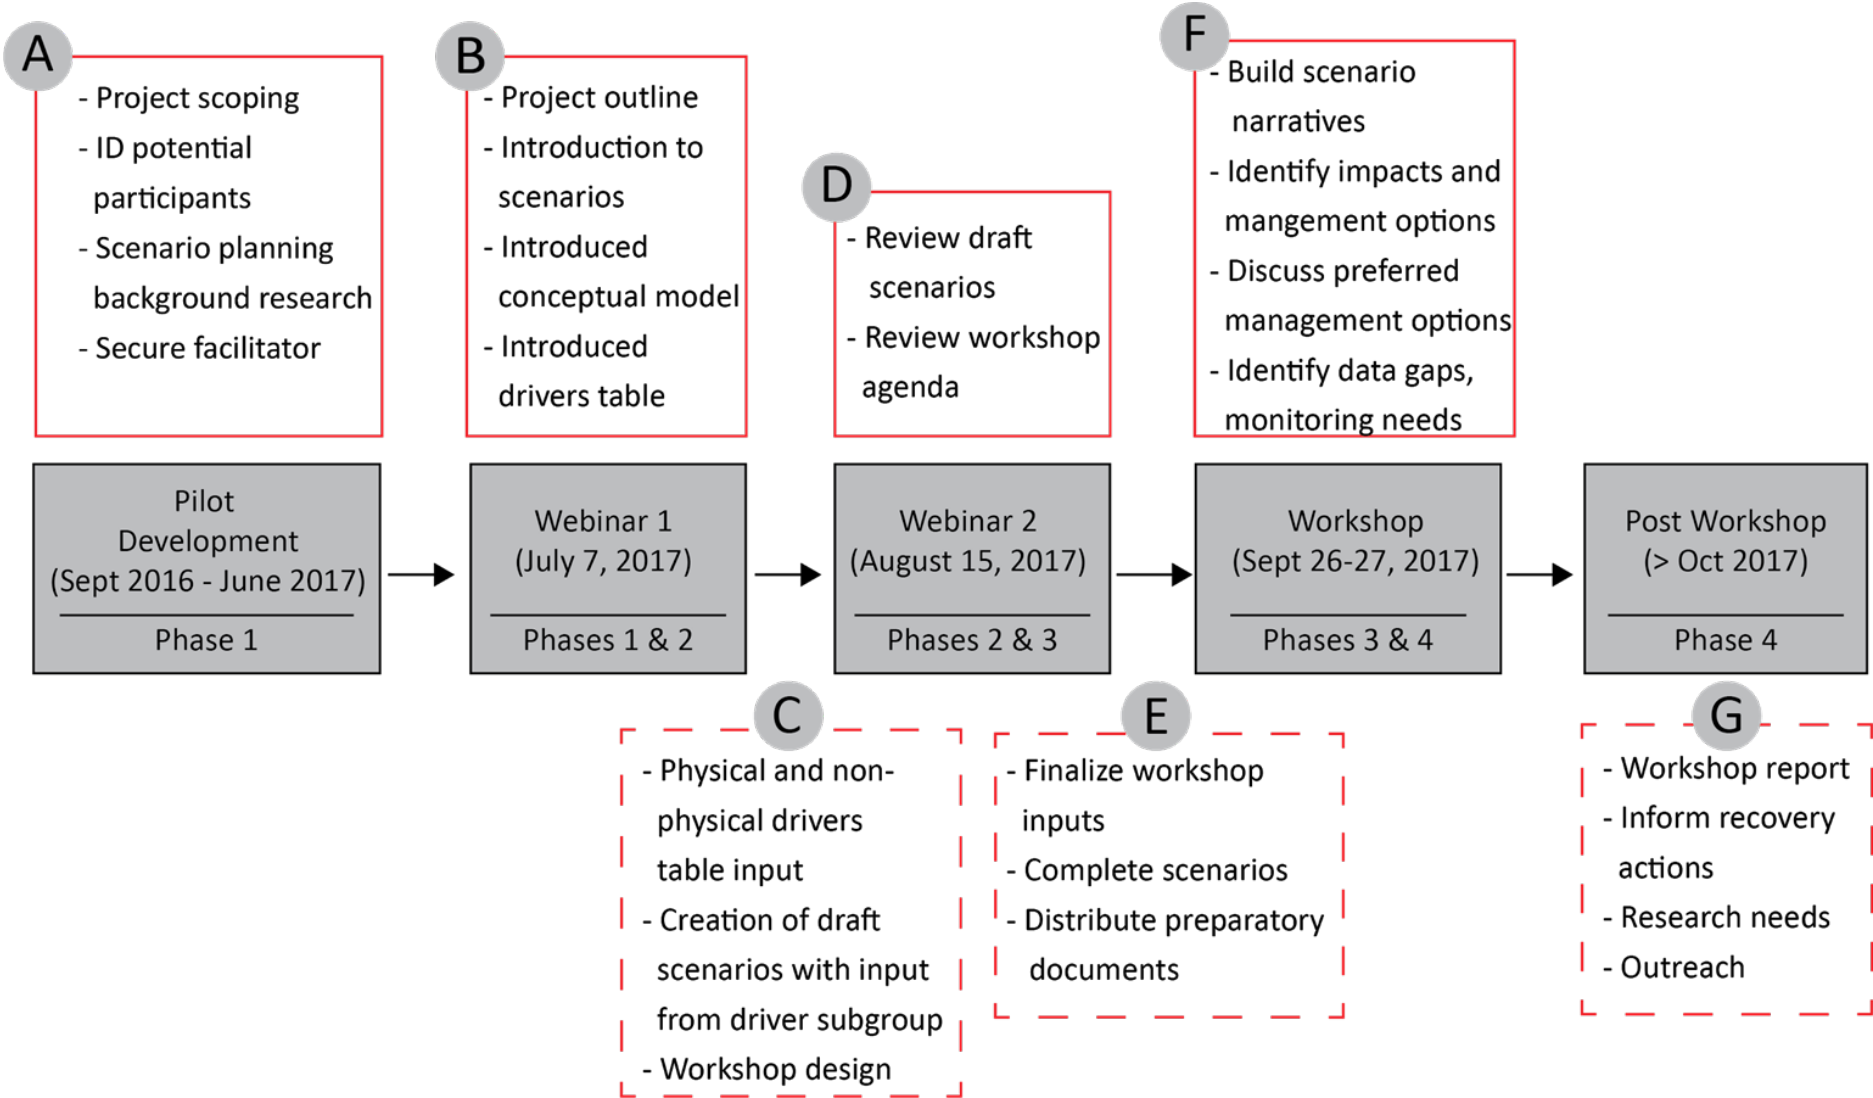 A
- Project scoping
- ID potential
participants
- Scenario planning
background research
- Secure facilitator
B
- Project outline
- Introduction to
scenarios
- Introduced
conceptual model
- Introduced
drivers table
D
- Review draft
scenarios
- Review workshop
agenda
F
- Build scenario
narratives
- Identify impacts and
mangement options
- Discuss preferred
management options
- Identify data gaps,
monitoring needs
Pilot
Development
(Sept 2016 - June 2017)
Phase 1
Webinar 1
(July 7, 2017)
Phases 1 & 2
Webinar 2
(August 15, 2017)
Phases 2 & 3
Workshop
(Sept 26-27, 2017)
Phases 3 & 4
Post Workshop
(> Oct 2017)
Phase 4
C
- Physical and non-
physical drivers
table input
- Creation of draft
scenarios with input
from driver subgroup
- Workshop design
E
- Finalize workshop
inputs
- Complete scenarios
- Distribute preparatory
documents
G
- Workshop report
- Inform recovery
actions
- Research needs
- Outreach